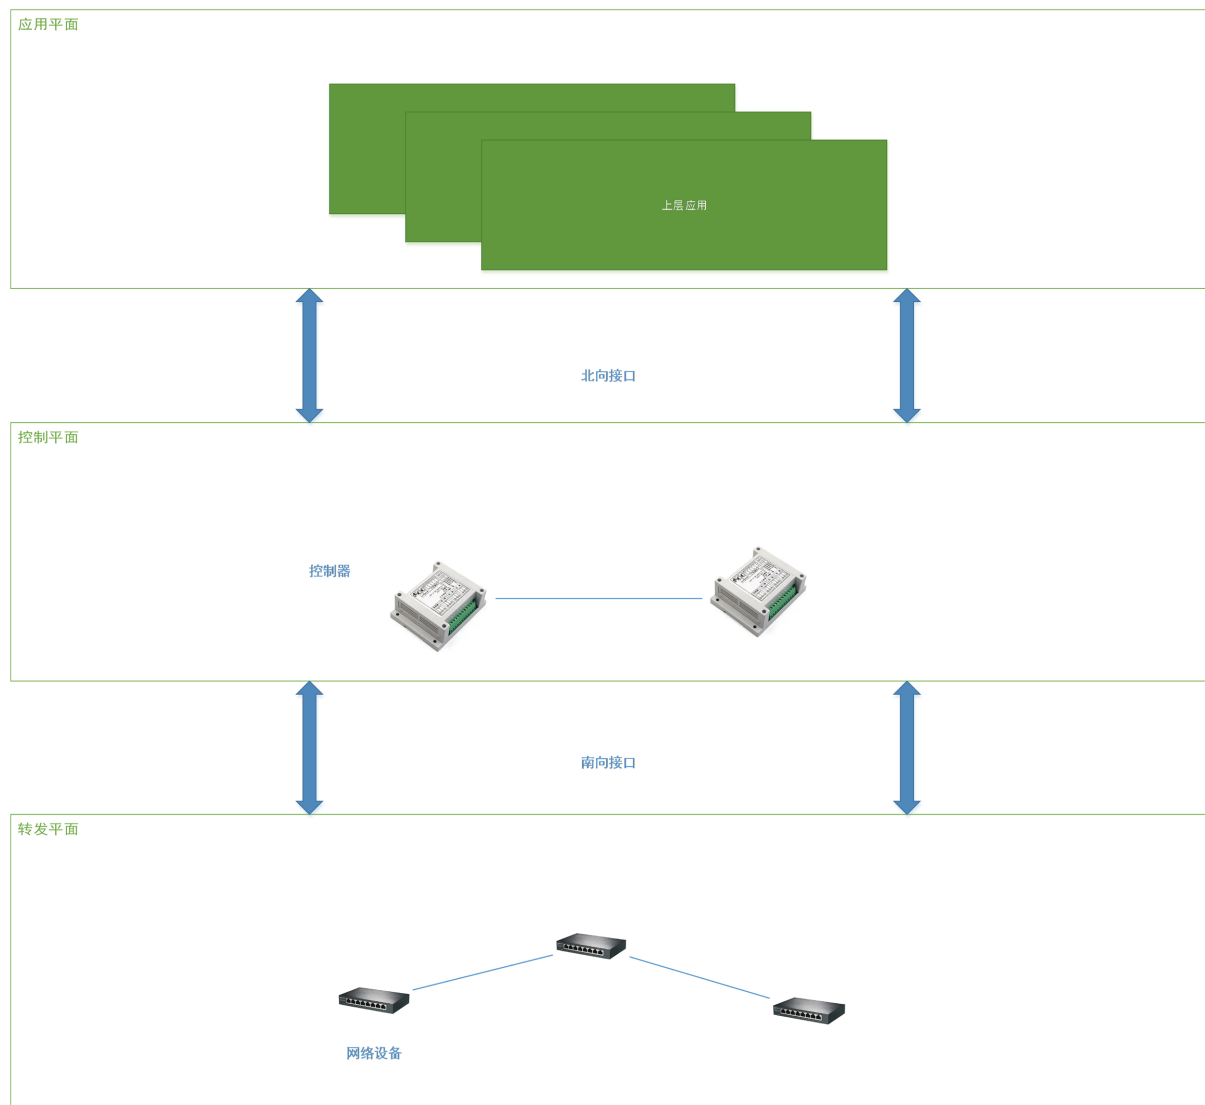 应用平面
上层应用
北向接口
控制平面
控制器
南向接口
转发平面
网络设备